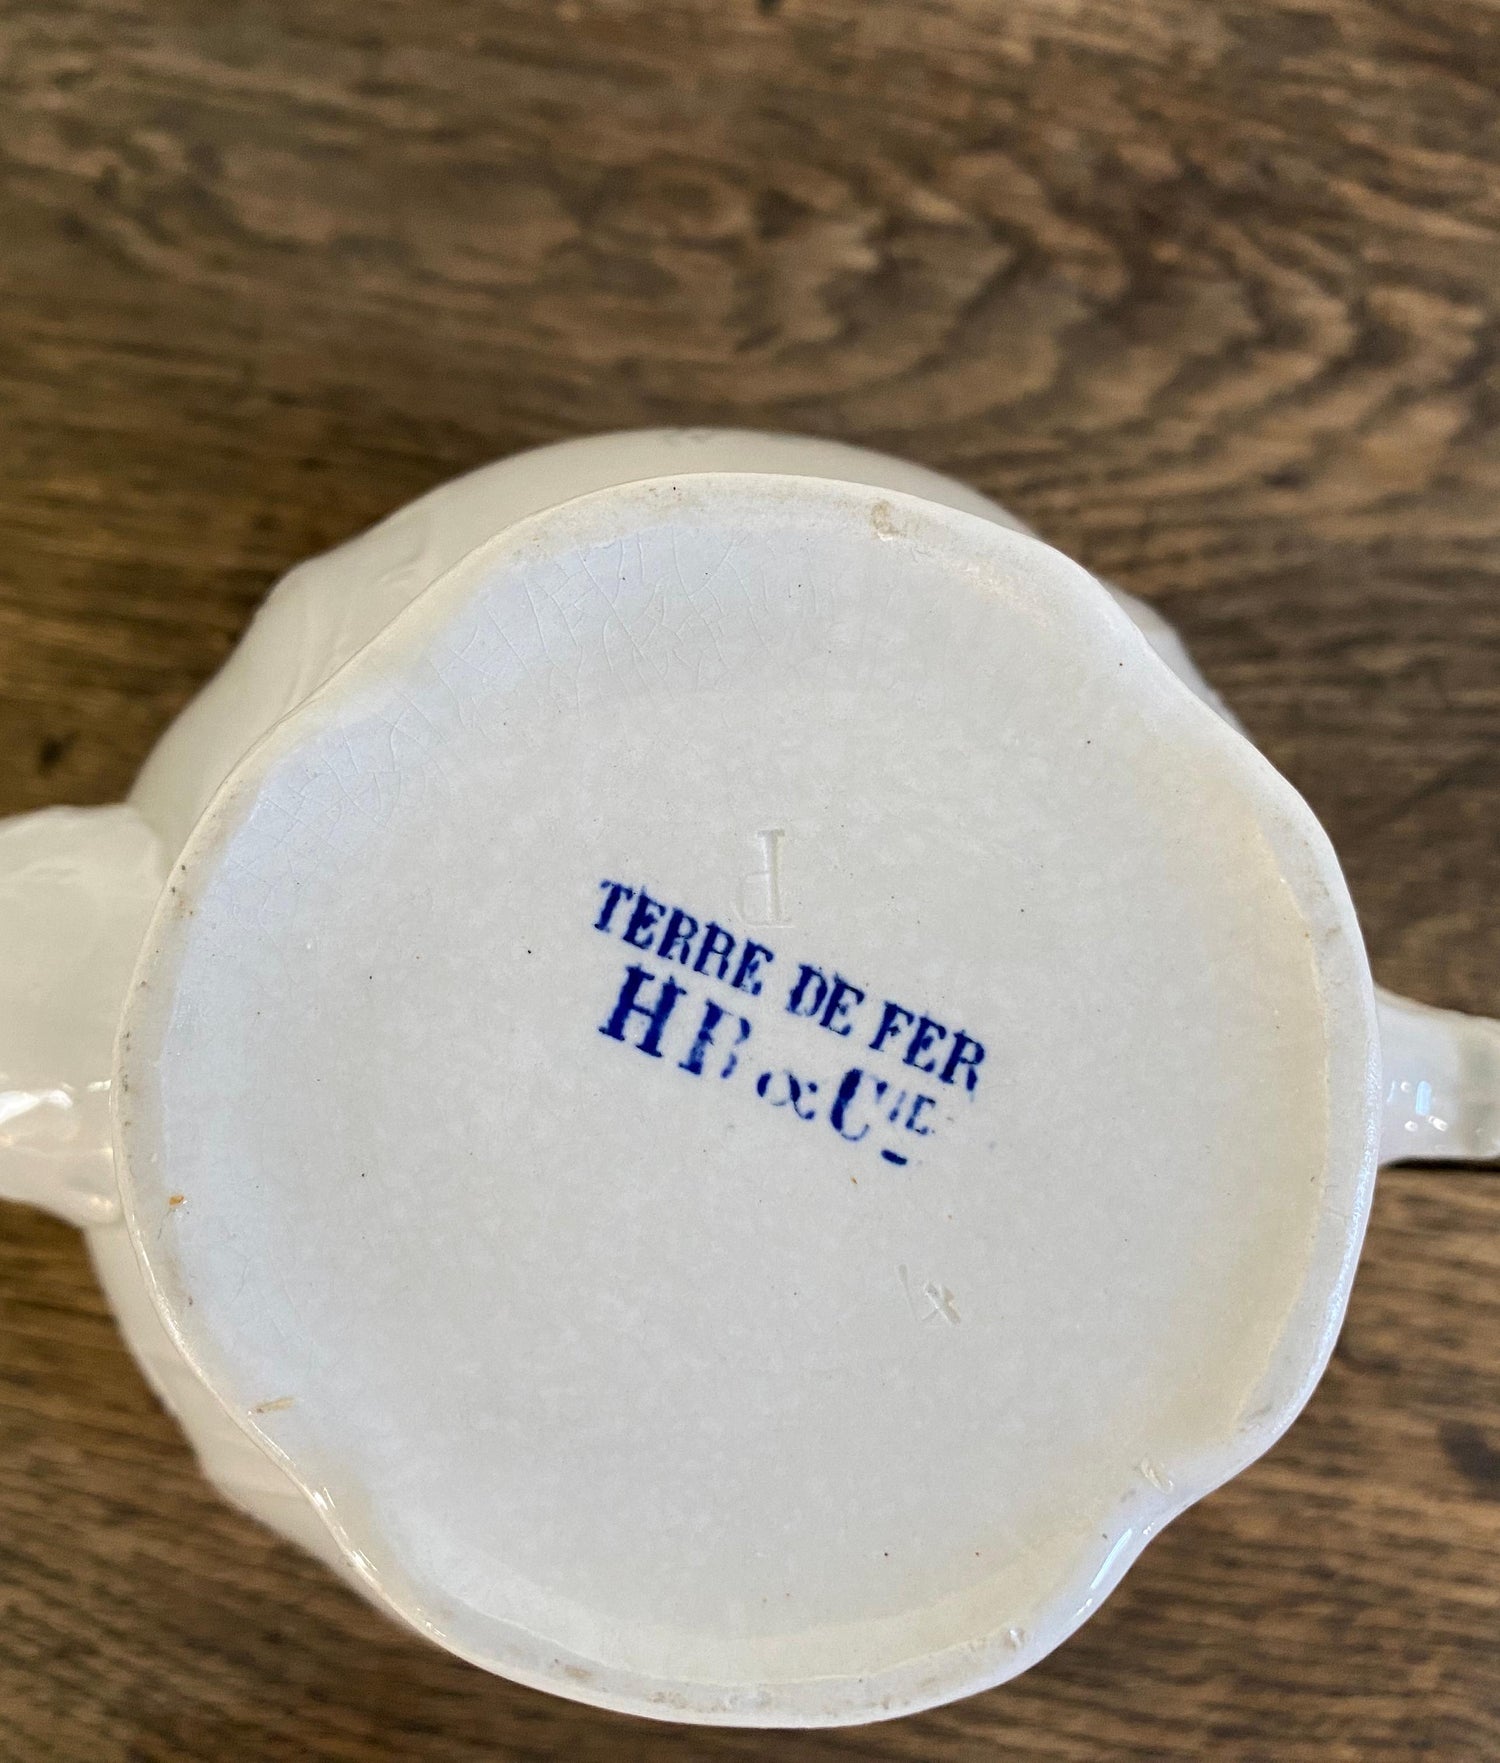 P
TERRE DE FER
HB & CIE